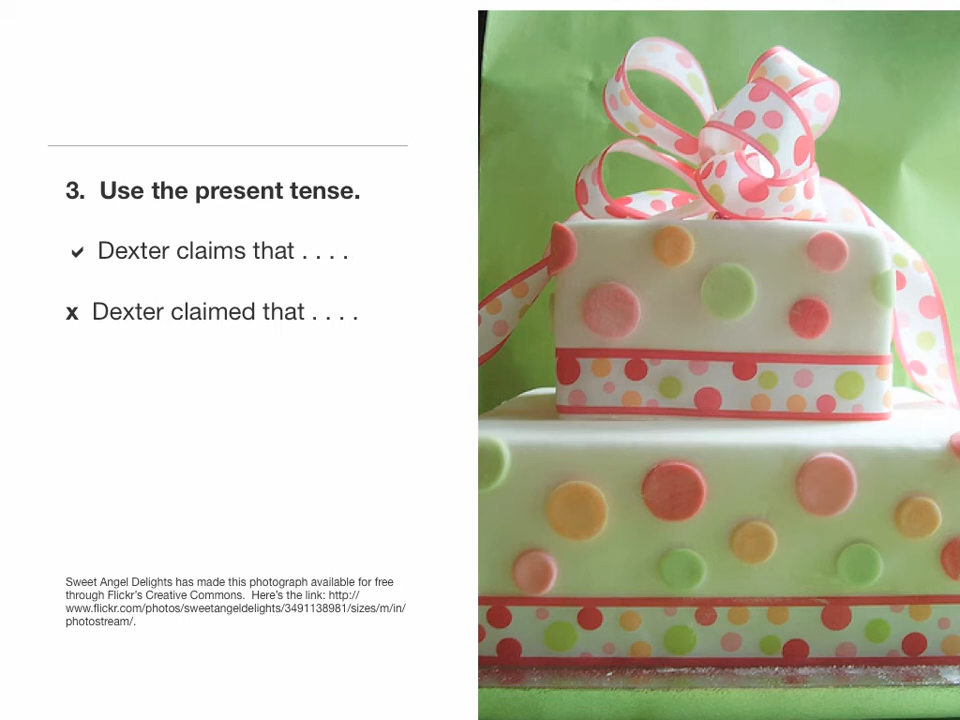 3. Use the present tense.
✓ Dexter claims that . . . .
x Dexter claimed that . . . .
Sweet Angel Delights has made this photograph available for free
through Flickr’s Creative Commons. Here’s the link: http://
www.flickr.com/photos/sweetangeldelights/3491138981/sizes/m/in/
photostream/.